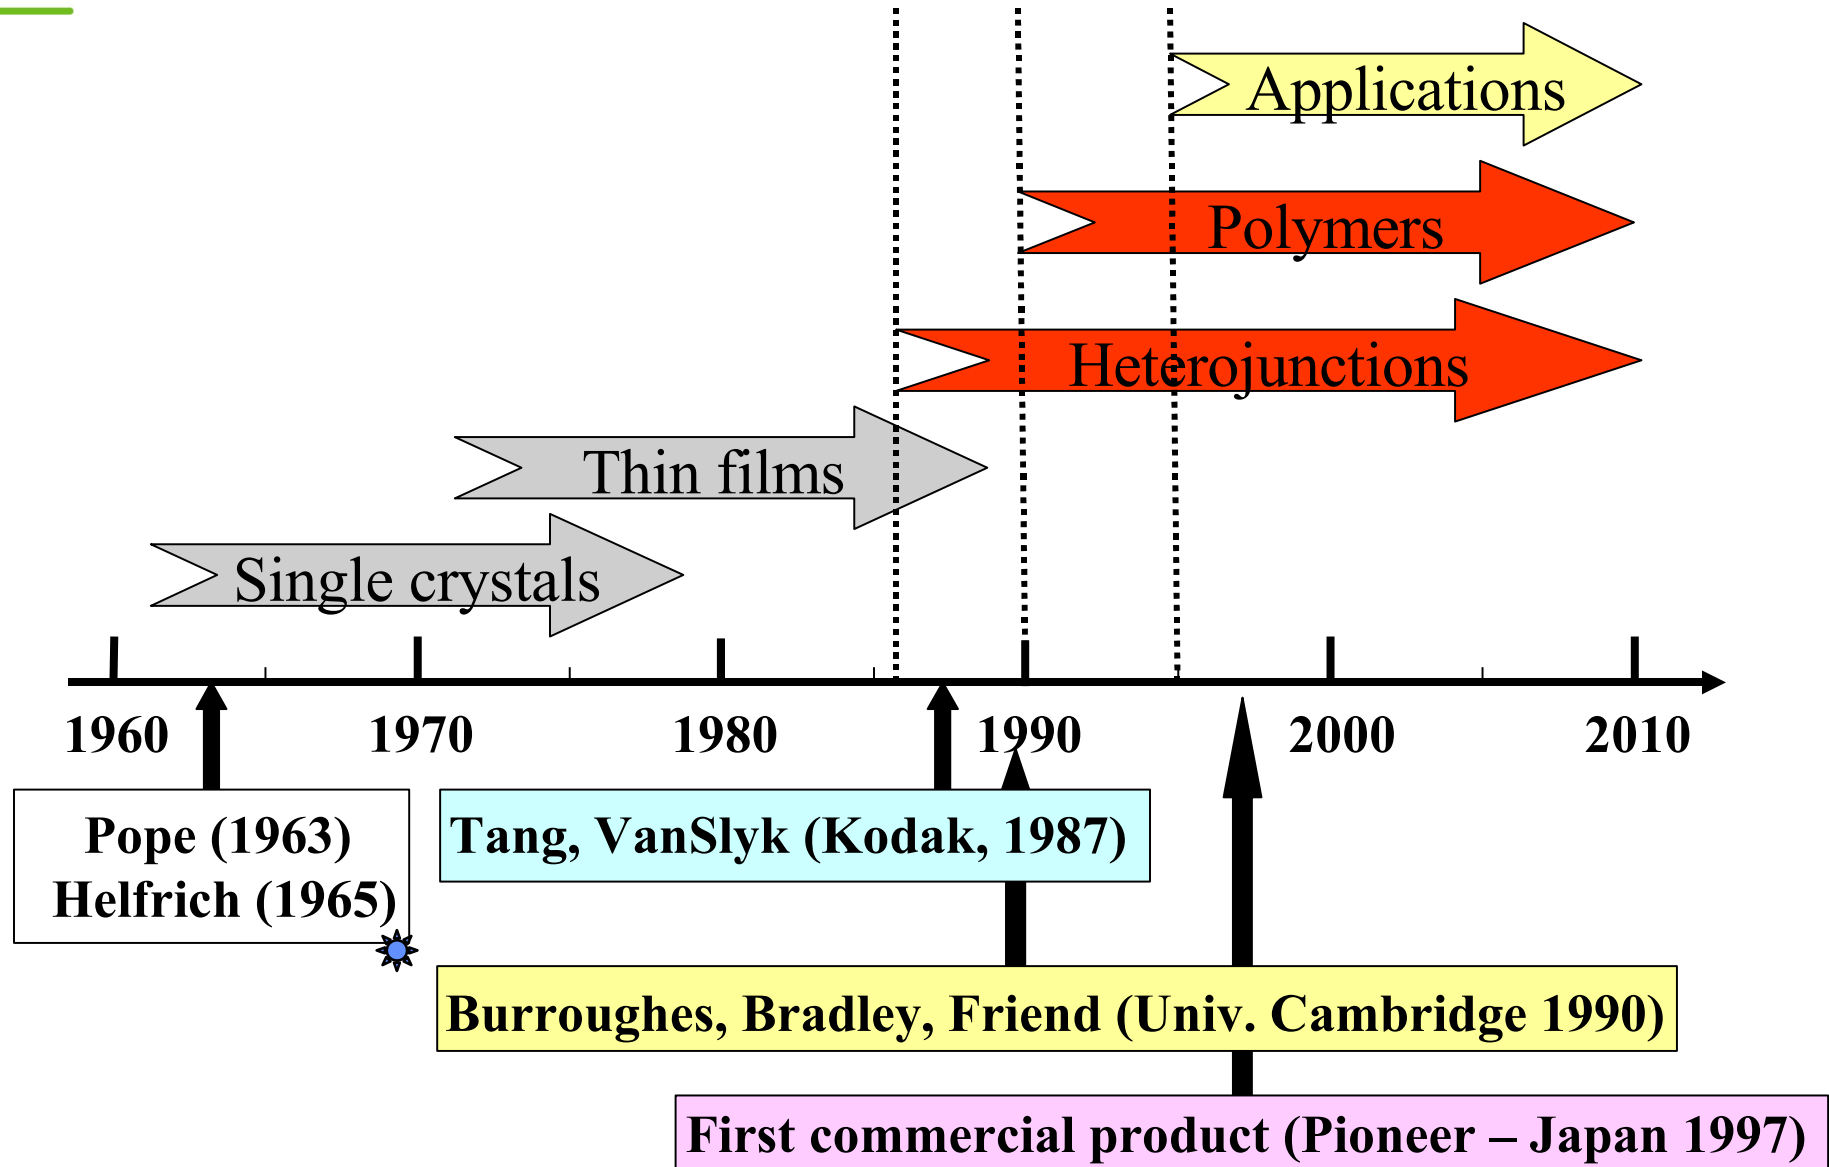 Applications
Polymers
Heterojunctions
Thin films
Single crystals
1960 1970 1980 1990 2000 2010
Pope (1963)
Helfrich (1965)
Tang, VanSlyk (Kodak, 1987)
Burroughes, Bradley, Friend (Univ. Cambridge 1990)
First commercial product (Pioneer – Japan 1997)